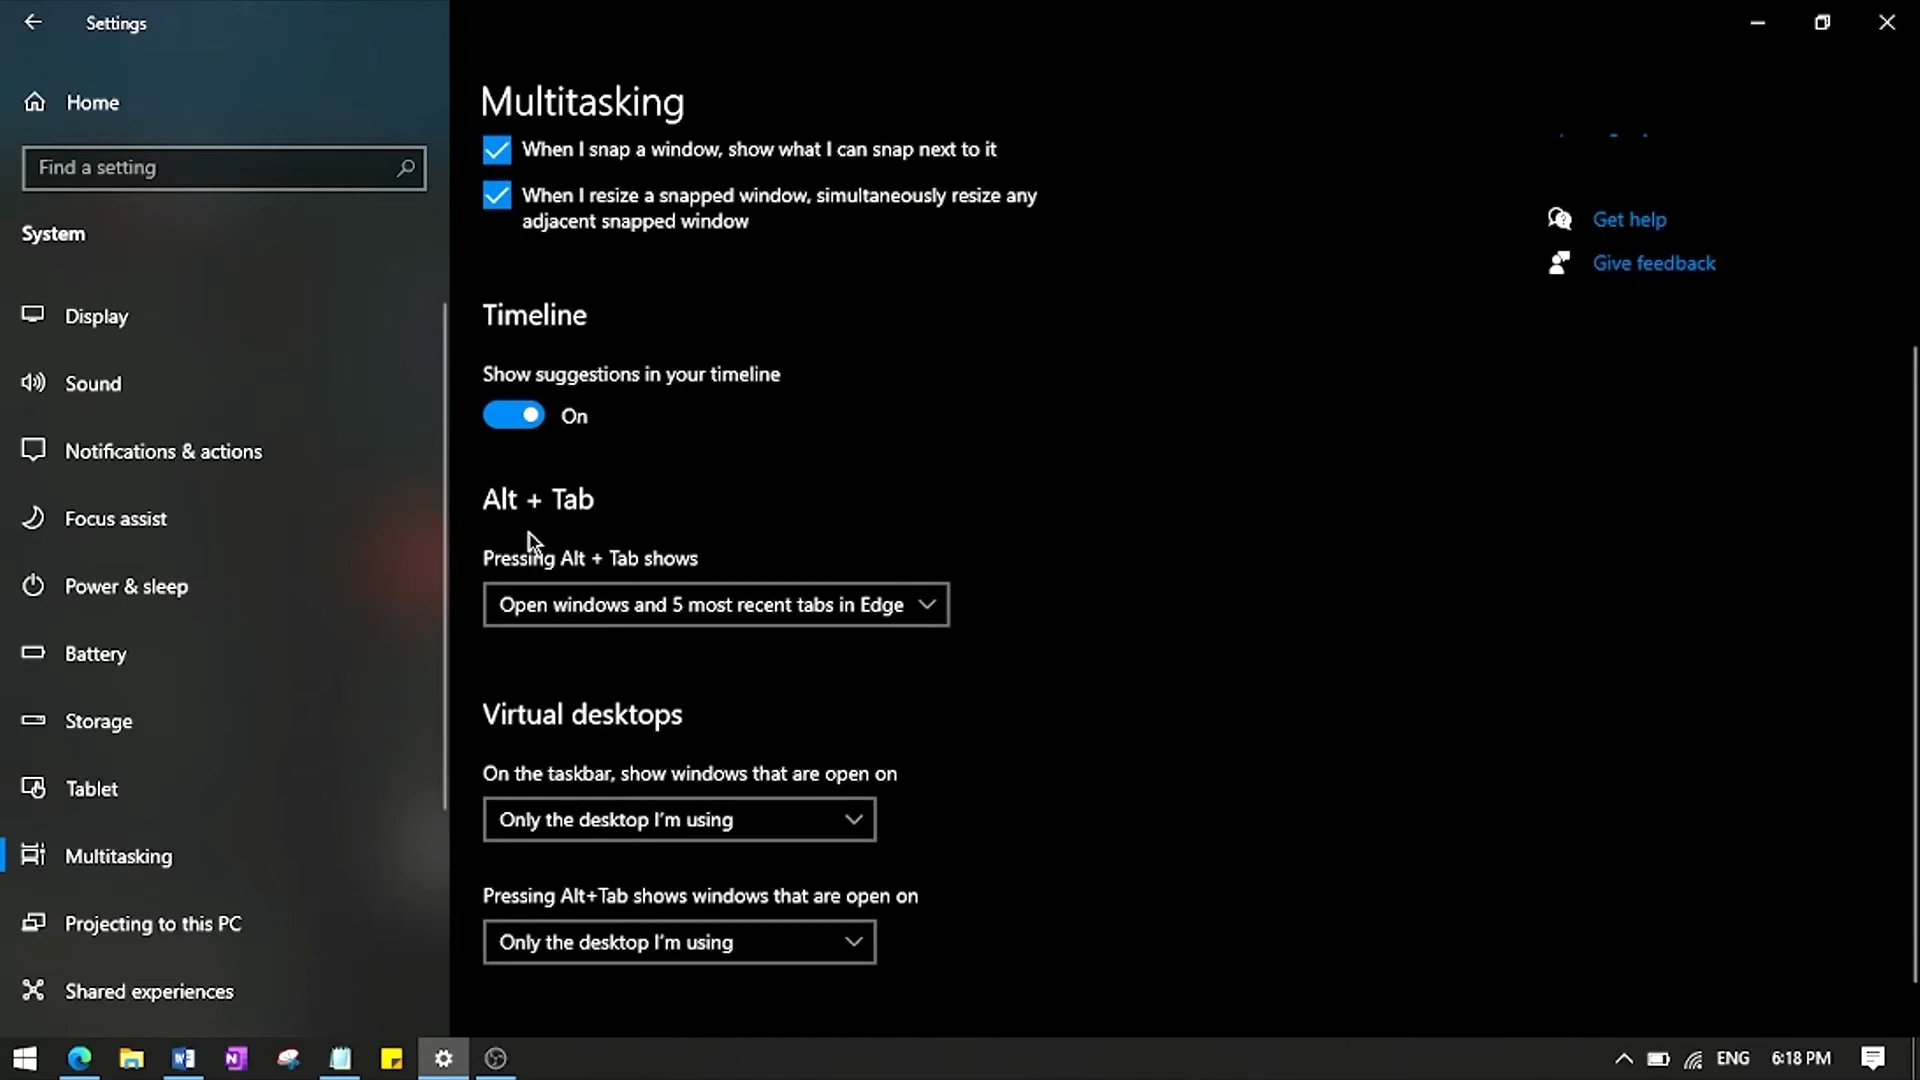 Settings
Home
Find a setting
System
Display
Sound
Notifications & actions
Focus assist
Power & sleep
Battery
Storage
Tablet
Multitasking
Projecting to this PC
Shared experiences
Multitasking
When I snap a window, show what I can snap next to it
When I resize a snapped window, simultaneously resize any
adjacent snapped window
Timeline
Show suggestions in your timeline
On
Alt + Tab
Pressing Alt + Tab shows
Open windows and 5 most recent tabs in Edge
Virtual desktops
On the taskbar, show windows that are open on
Only the desktop I'm using
Pressing Alt+Tab shows windows that are open on
Only the desktop I'm using
Get help
Give feedback
ENG
6:18 PM